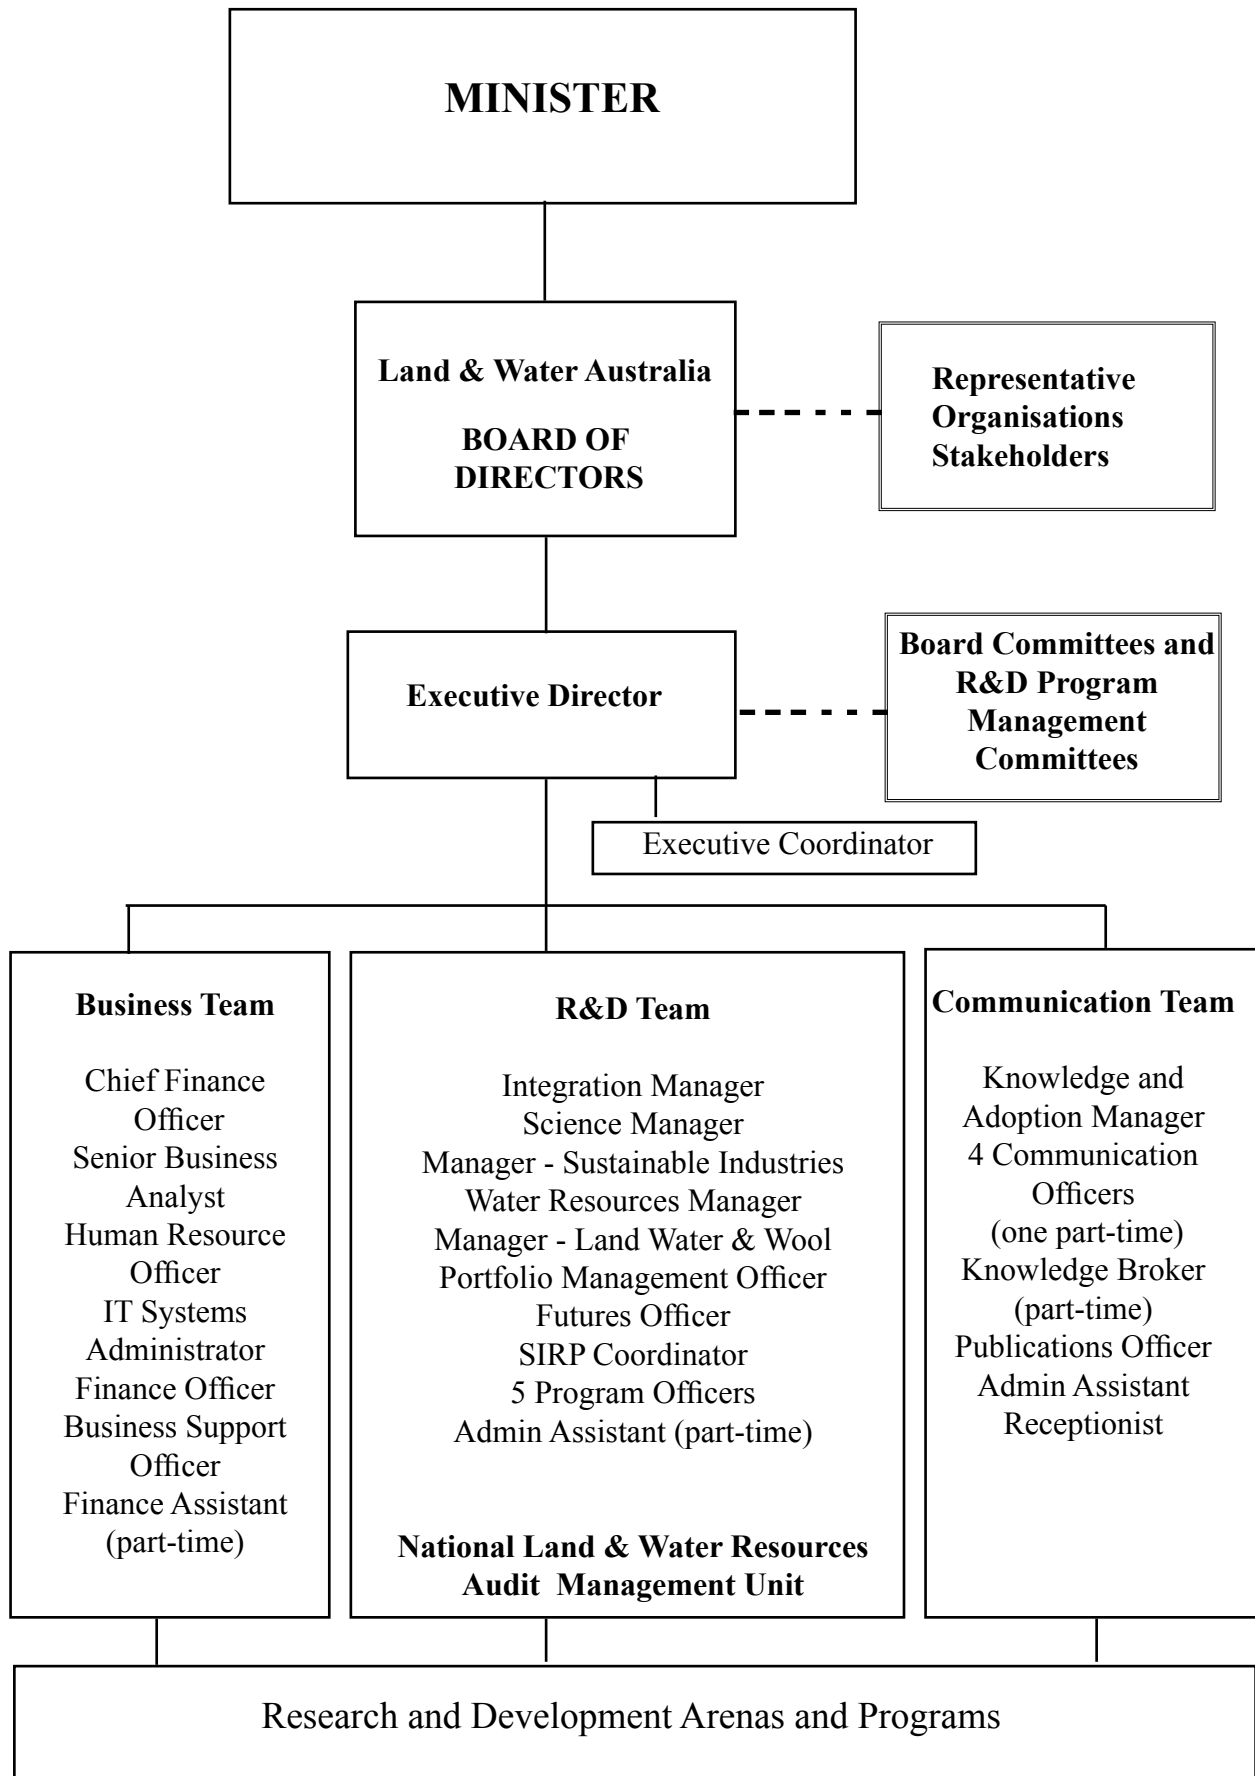 MINISTER
Land & Water Australia
BOARD OF
DIRECTORS
Representative
Organisations
Stakeholders
Executive Director
Board Committees and
R&D Program
Management
Committees
Executive Coordinator
Business Team
Chief Finance
Officer
Senior Business
Analyst
Human Resource
Officer
IT Systems
Administrator
Finance Officer
Business Support
Officer
Finance Assistant
(part-time)
R&D Team
Integration Manager
Science Manager
Manager - Sustainable Industries
Water Resources Manager
Manager - Land Water & Wool
Portfolio Management Officer
Futures Officer
SIRP Coordinator
5 Program Officers
Admin Assistant (part-time)
National Land & Water Resources
Audit Management Unit
Communication Team
Knowledge and
Adoption Manager
4 Communication
Officers
(one part-time)
Knowledge Broker
(part-time)
Publications Officer
Admin Assistant
Receptionist
Research and Development Arenas and Programs